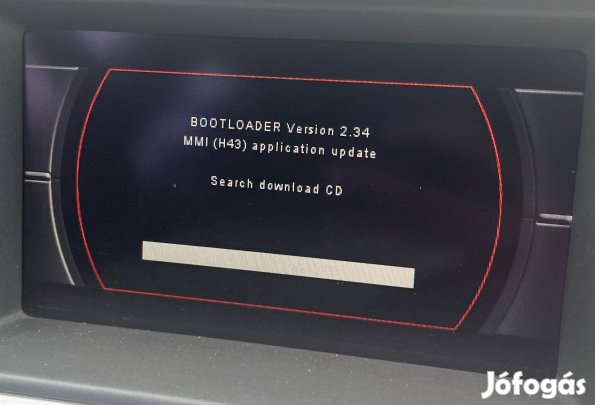 BOOTLOADER Version 2.34
MMI (H43) application update
Search download CD
Jófogás